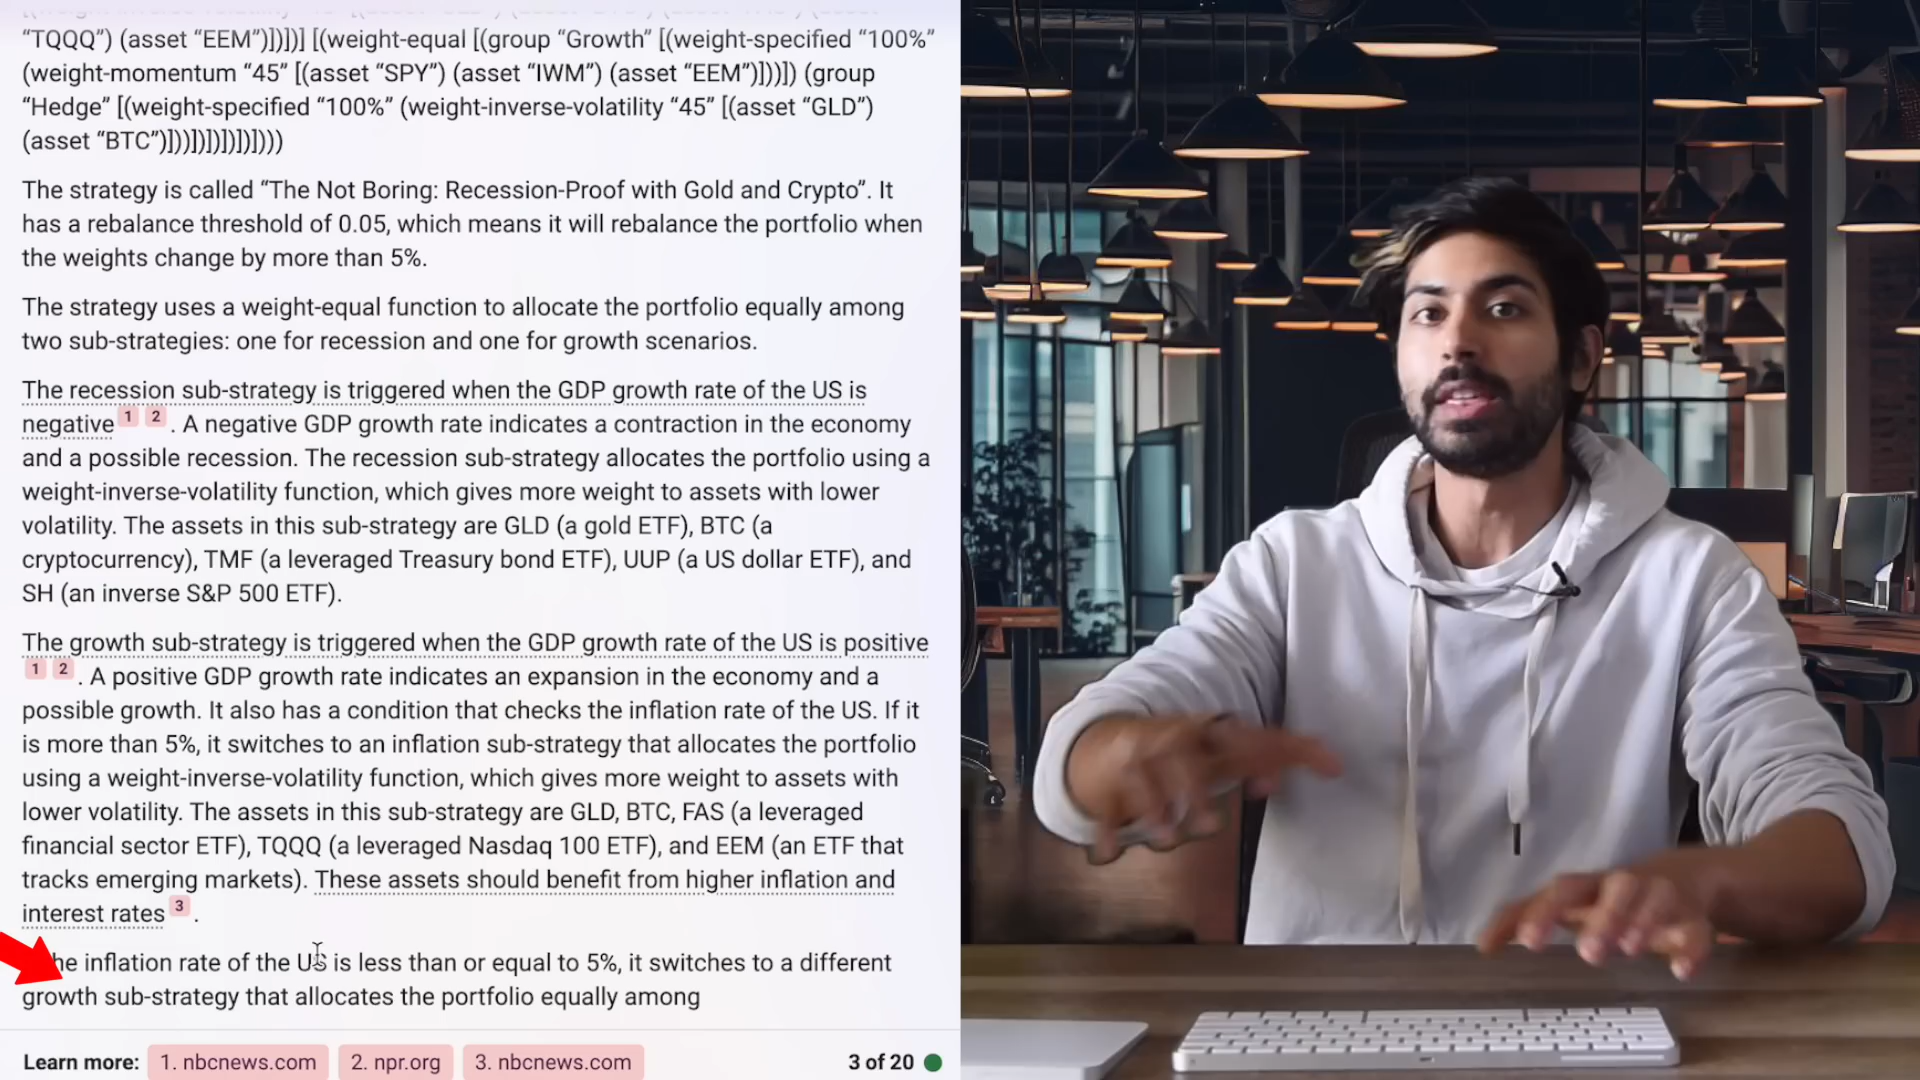 “TQQQ”) (asset “EEM”)])])] [(weight-equal [(group “Growth” [(weight-specified “100%”
(weight-momentum “45” [(asset “SPY”) (asset “IWM”) (asset “EEM”)]))]) (group
“Hedge” [(weight-specified “100%” (weight-inverse-volatility “45” [(asset “GLD”)
(asset “BTC”)]))])])])])])))
The strategy is called “The Not Boring: Recession-Proof with Gold and Crypto”. It
has a rebalance threshold of 0.05, which means it will rebalance the portfolio when
the weights change by more than 5%.
The strategy uses a weight-equal function to allocate the portfolio equally among
two sub-strategies: one for recession and one for growth scenarios.
The recession sub-strategy is triggered when the GDP growth rate of the US is
negative 1 2 . A negative GDP growth rate indicates a contraction in the economy
and a possible recession. The recession sub-strategy allocates the portfolio using a
weight-inverse-volatility function, which gives more weight to assets with lower
volatility. The assets in this sub-strategy are GLD (a gold ETF), BTC (a
cryptocurrency), TMF (a leveraged Treasury bond ETF), UUP (a US dollar ETF), and
SH (an inverse S&P 500 ETF).
The growth sub-strategy is triggered when the GDP growth rate of the US is positive
1 2 . A positive GDP growth rate indicates an expansion in the economy and a
possible growth. It also has a condition that checks the inflation rate of the US. If it
is more than 5%, it switches to an inflation sub-strategy that allocates the portfolio
using a weight-inverse-volatility function, which gives more weight to assets with
lower volatility. The assets in this sub-strategy are GLD, BTC, FAS (a leveraged
financial sector ETF), TQQQ (a leveraged Nasdaq 100 ETF), and EEM (an ETF that
tracks emerging markets). These assets should benefit from higher inflation and
interest rates 3 .
he inflation rate of the US is less than or equal to 5%, it switches to a different
growth sub-strategy that allocates the portfolio equally among
Learn more: 1. nbcnews.com 2. npr.org 3. nbcnews.com 3 of 20